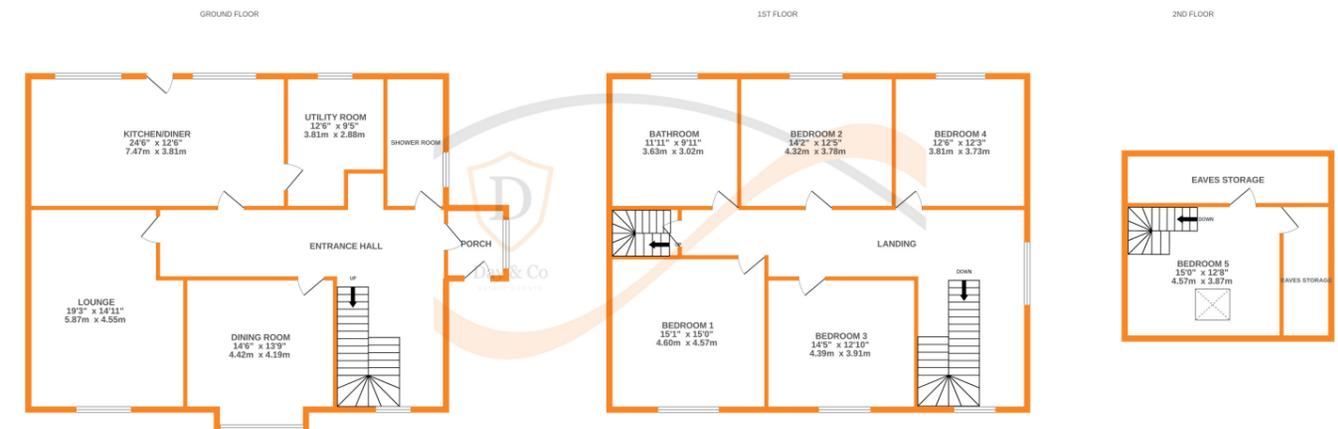 GROUND FLOOR
KITCHEN/DINER
24'6" x 12'6"
7.47m x 3.81m
UTILITY ROOM
12'6" x 9'5"
3.81m x 2.88m
SHOWER ROOM
ENTRANCE HALL
PORCH
UP
LOUNGE
19'3" x 14'11"
5.87m x 4.55m
DINING ROOM
14'6" x 13'9"
4.42m x 4.19m
D
Day & Co
1ST FLOOR
BATHROOM
11'11" x 9'11"
3.63m x 3.02m
BEDROOM 2
14'2" x 12'5"
4.32m x 3.78m
BEDROOM 4
12'6" x 12'3"
3.81m x 3.73m
UP
LANDING
DOWN
BEDROOM 1
15'1" x 15'0"
4.60m x 4.57m
BEDROOM 3
14'5" x 12'10"
4.39m x 3.91m
2ND FLOOR
EAVES STORAGE
DOWN
BEDROOM 5
15'0" x 12'8"
4.57m x 3.87m
EAVES STORAGE